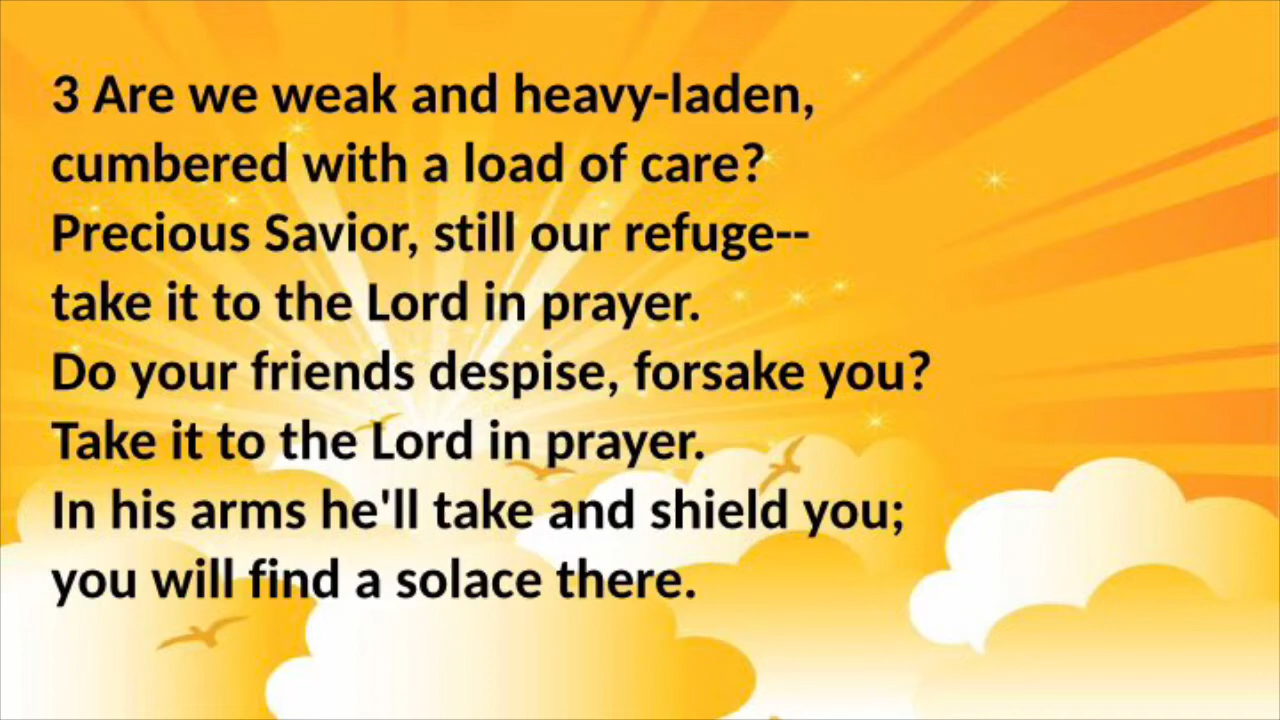 3 Are we weak and heavy-laden,
cumbered with a load of care?
Precious Savior, still our refuge--
take it to the Lord in prayer.
Do your friends despise, forsake you?
Take it to the Lord in prayer.
In his arms he'll take and shield you;
you will find a solace there.